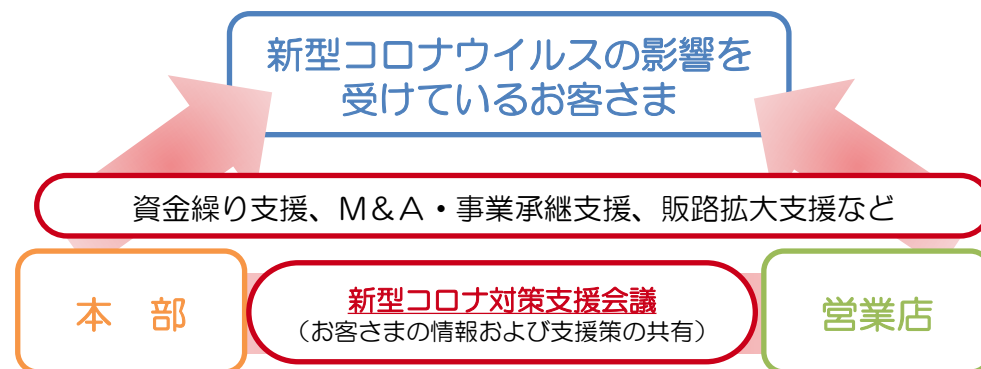 新型コロナウイルスの影響を
受けているお客さま
資金繰り支援、Ｍ＆Ａ・事業承継支援、販路拡大支援など
本　部
新型コロナ対策支援会議
（お客さまの情報および支援策の共有）
営業店